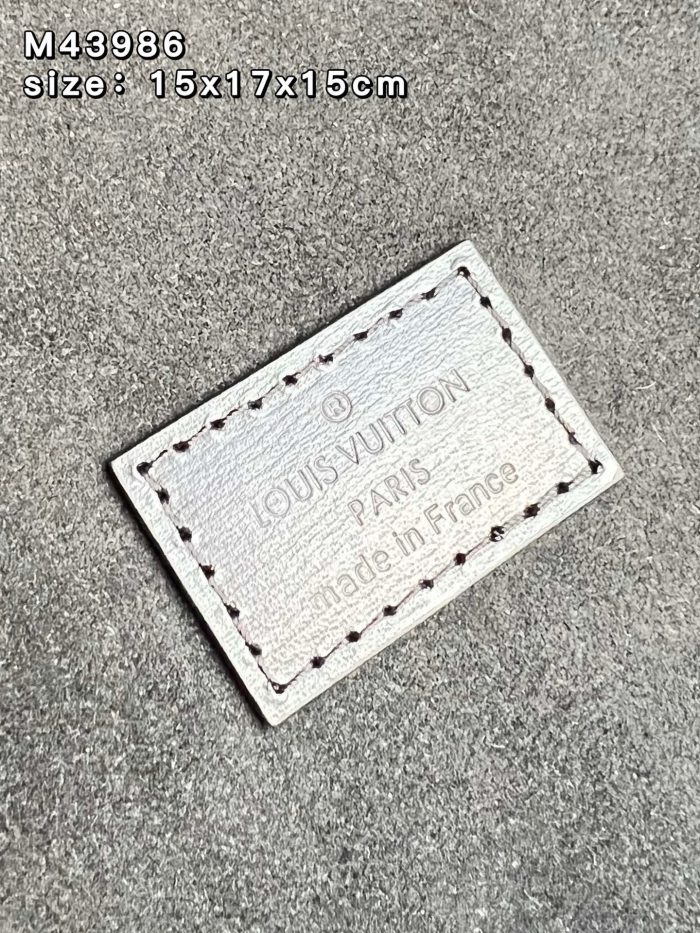 M43986
size: 15x17x15cm
®
LOUIS VUITTON
PARIS
made in France